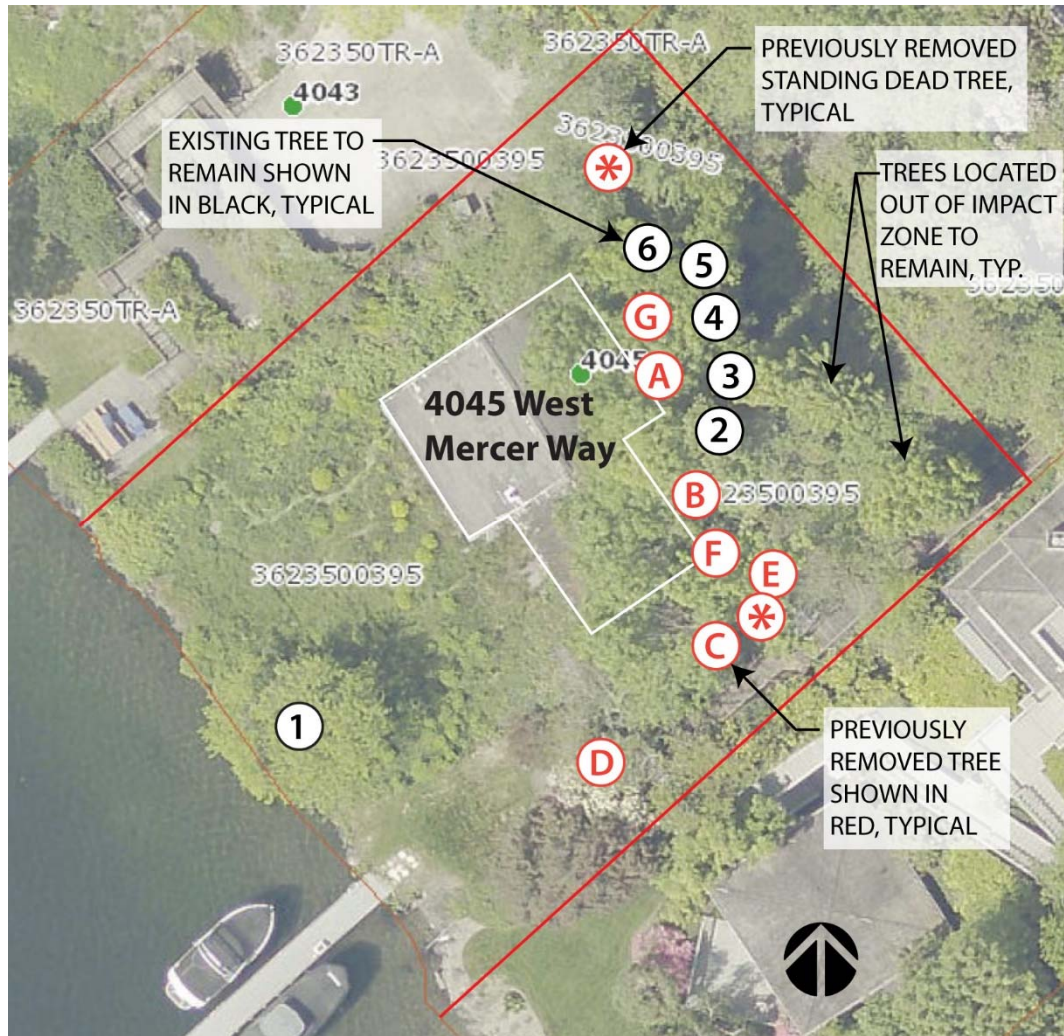 362350TR-A
362350TR-A
4043
PREVIOUSLY REMOVED
STANDING DEAD TREE,
TYPICAL
EXISTING TREE TO
REMAIN SHOWN
IN BLACK, TYPICAL
3623500395
3623500395
*
TREES LOCATED
OUT OF IMPACT
ZONE TO
REMAIN, TYP.
6
5
362350TR-A
G
4
4045
A
3
4045 West
Mercer Way
2
B
3623500395
F
E
3623500395
*
C
1
D
PREVIOUSLY
REMOVED TREE
SHOWN IN
RED, TYPICAL